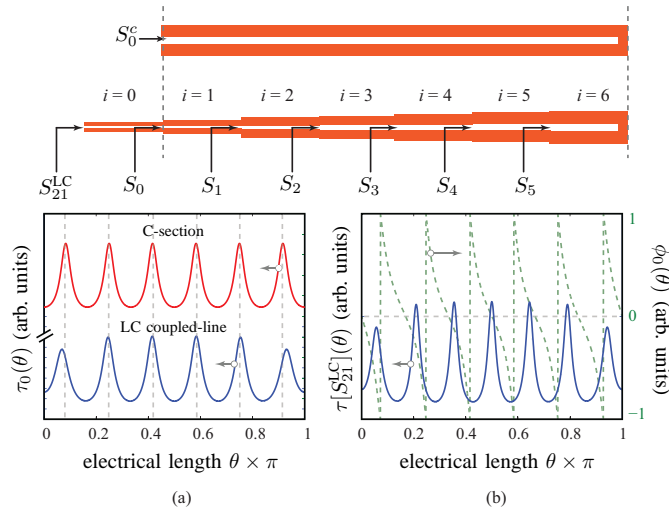 S_0^c
i = 0 i = 1 i = 2 i = 3 i = 4 i = 5 i = 6
S_21^LC S_0 S_1 S_2 S_3 S_4 S_5
C-section
LC coupled-line
τ_0(θ) (arb. units)
0 0.2 0.4 0.6 0.8 1
electrical length θ × π
(a)
τ[S_21^LC](θ) (arb. units)
1
0
−1
ϕ_0(θ) (arb. units)
0 0.2 0.4 0.6 0.8 1
electrical length θ × π
(b)